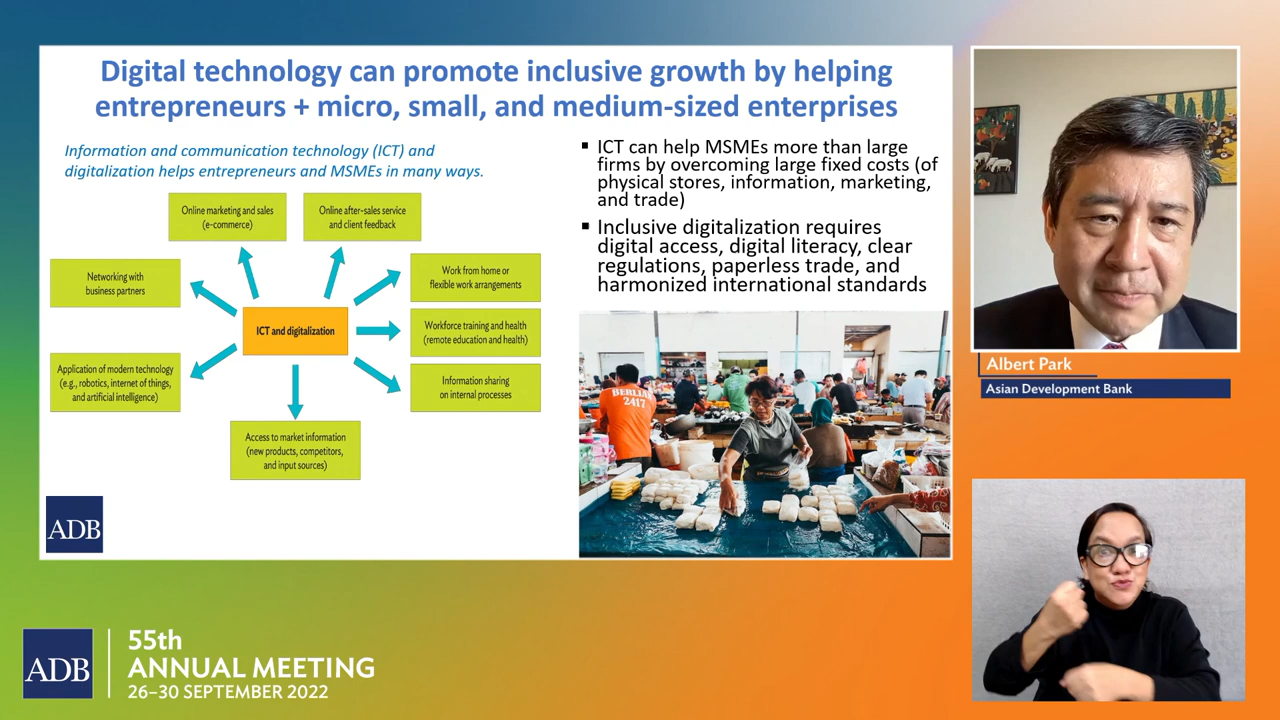 Digital technology can promote inclusive growth by helping
entrepreneurs + micro, small, and medium-sized enterprises
Information and communication technology (ICT) and
digitalization helps entrepreneurs and MSMEs in many ways.
Online marketing and sales
(e-commerce)
Online after-sales service
and client feedback
Networking with
business partners
Work from home or
flexible work arrangements
ICT and digitalization
Workforce training and health
(remote education and health)
Application of modern technology
(e.g., robotics, internet of things,
and artificial intelligence)
Information sharing
on internal processes
Access to market information
(new products, competitors,
and input sources)
ADB
▪ ICT can help MSMEs more than large
firms by overcoming large fixed costs (of
physical stores, information, marketing,
and trade)
▪ Inclusive digitalization requires
digital access, digital literacy, clear
regulations, paperless trade, and
harmonized international standards
BERLIAN
2417
Albert Park
Asian Development Bank
ADB
55th
ANNUAL MEETING
26–30 SEPTEMBER 2022